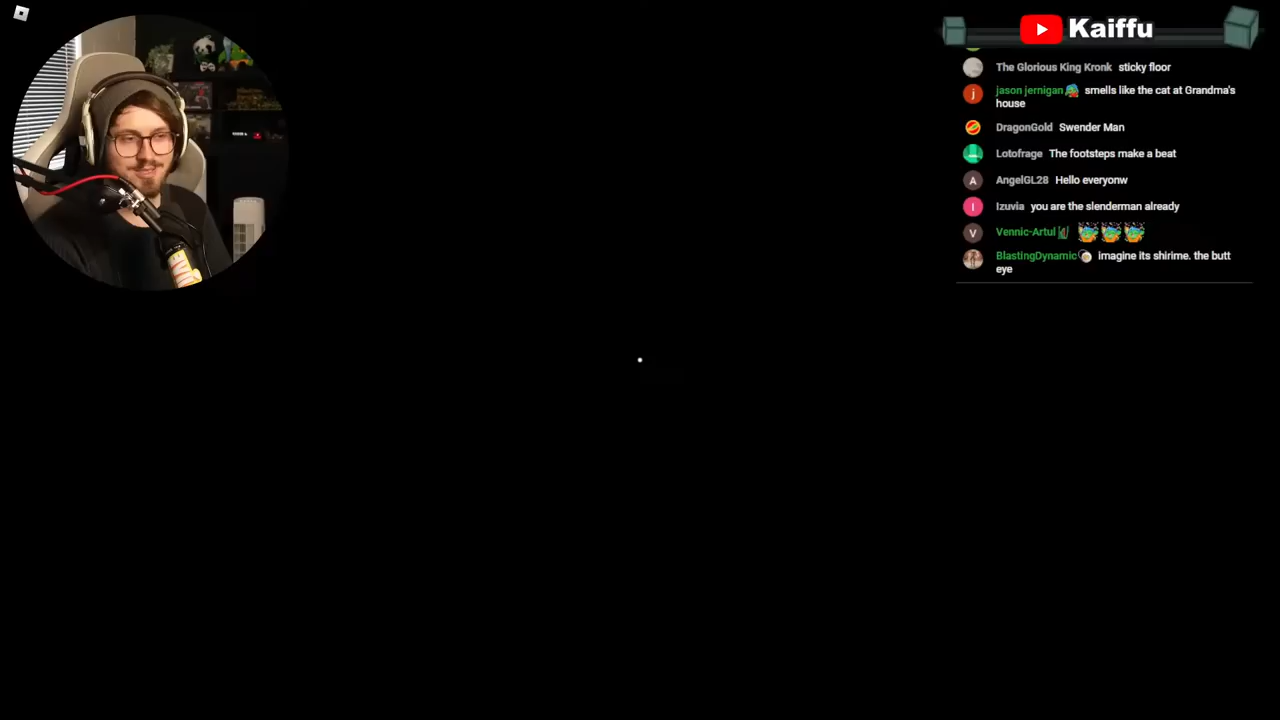 Kaiffu
The Glorious King Kronk sticky floor
jason jernigan smells like the cat at Grandma's
house
DragonGold Swender Man
Lotofrage The footsteps make a beat
A AngelGL28 Hello everyonw
I Izuvia you are the slenderman already
V Vennic-Artul
BlastingDynamic imagine its shirime. the butt
eye